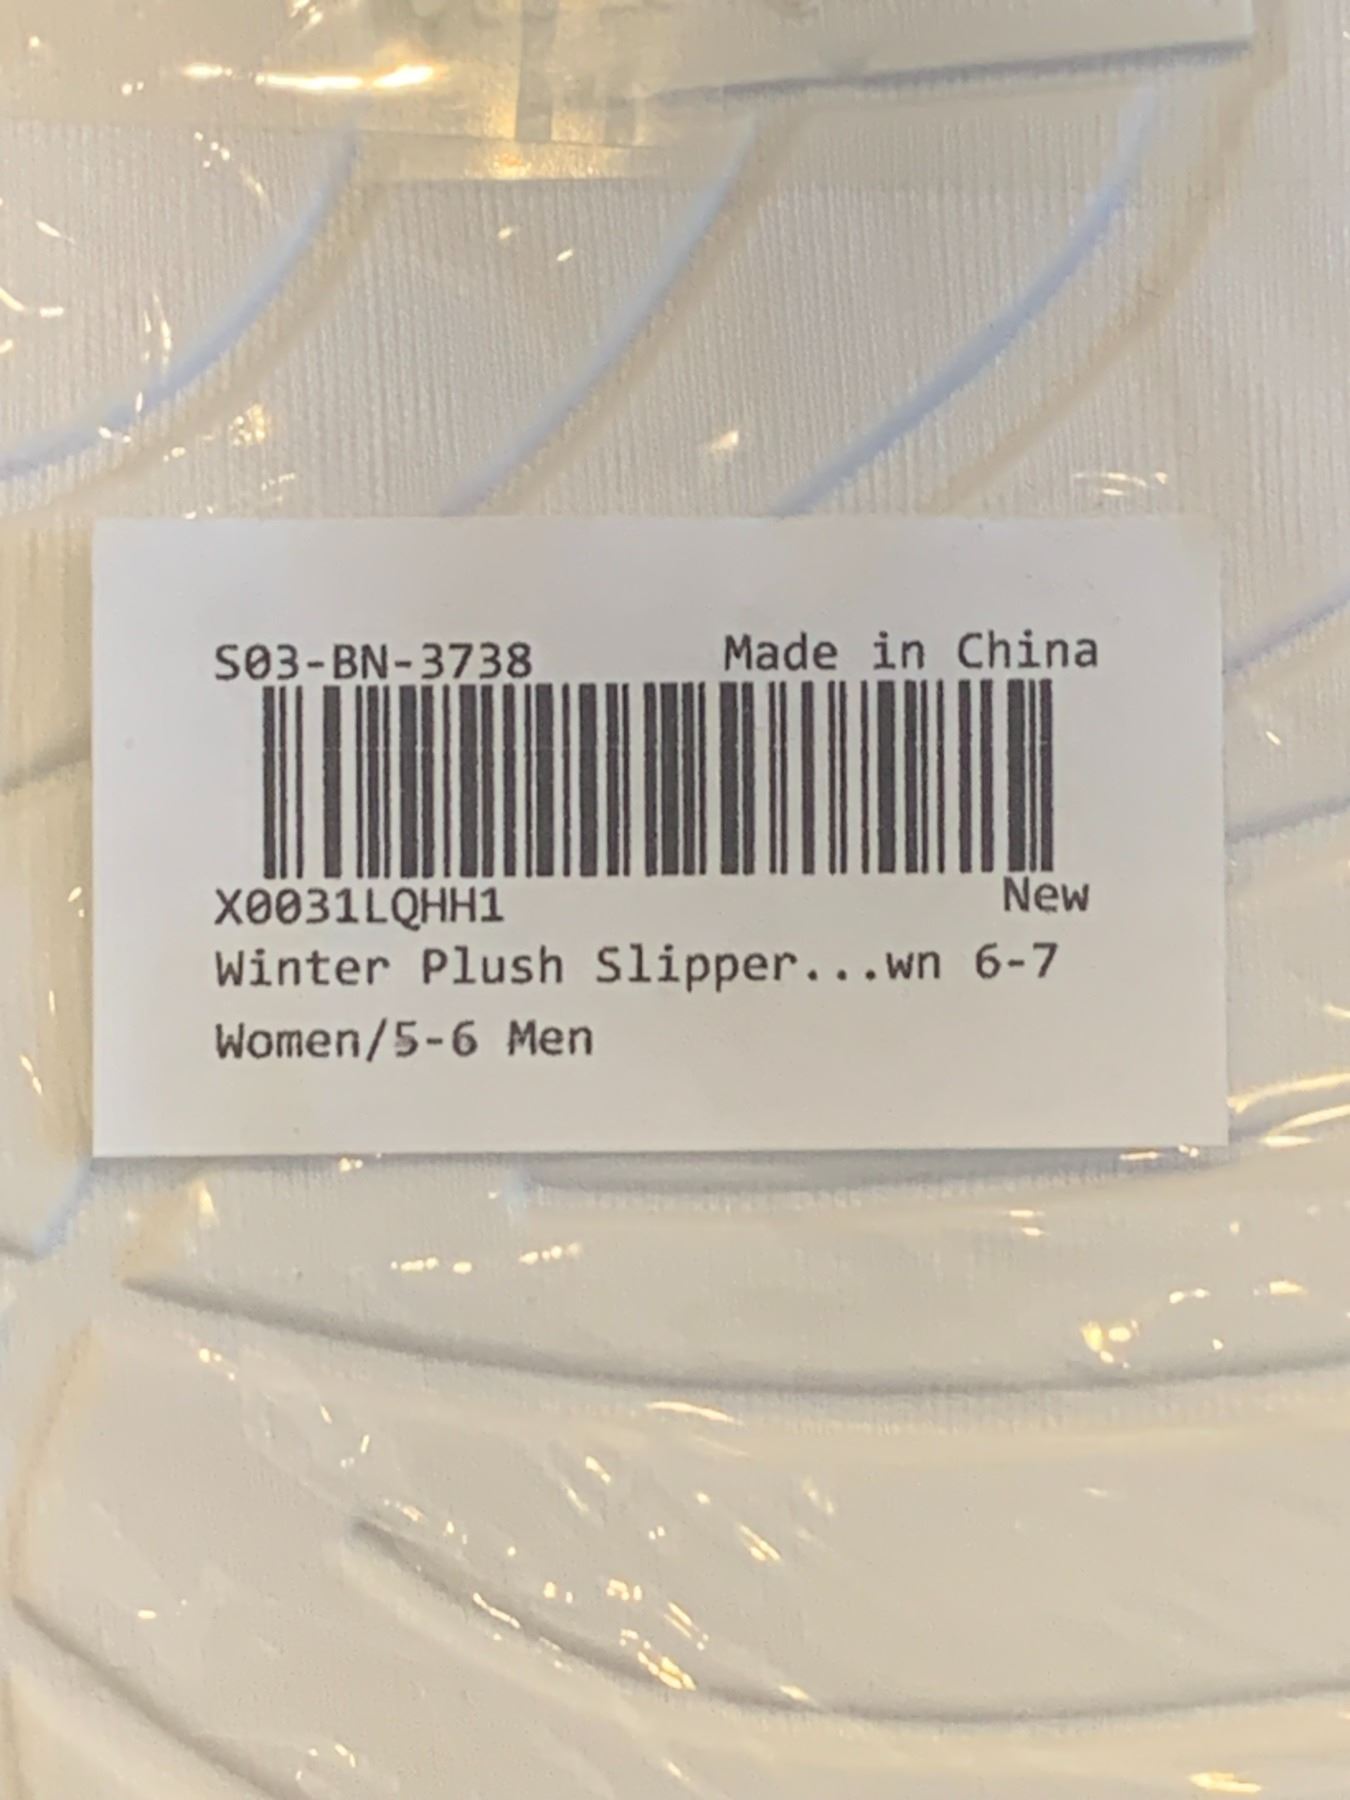 S03-BN-3738 Made in China
X0031LQHH1 New
Winter Plush Slipper...wn 6-7
Women/5-6 Men